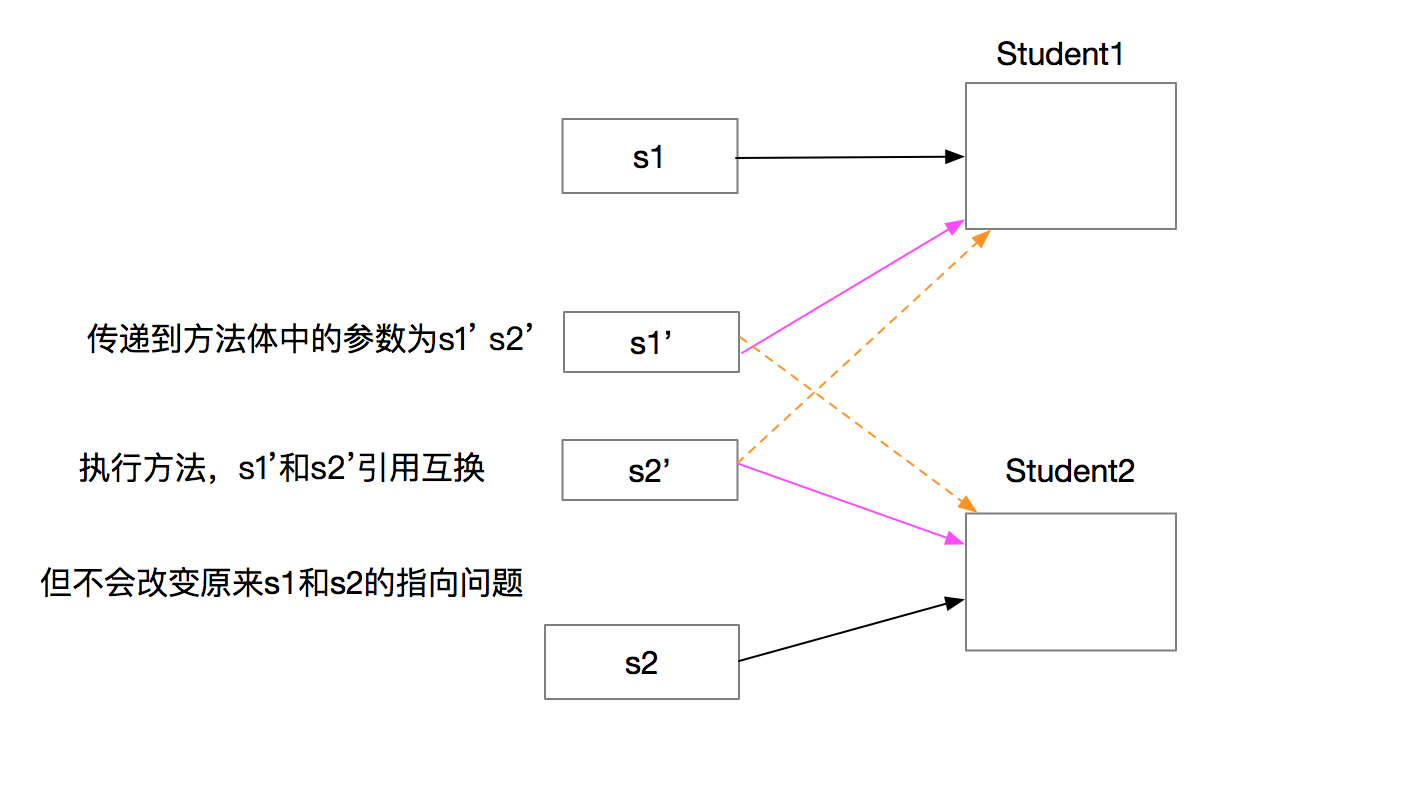 Student1
s1
传递到方法体中的参数为s1’ s2’
s1’
执行方法，s1’和s2’引用互换
s2’
Student2
但不会改变原来s1和s2的指向问题
s2